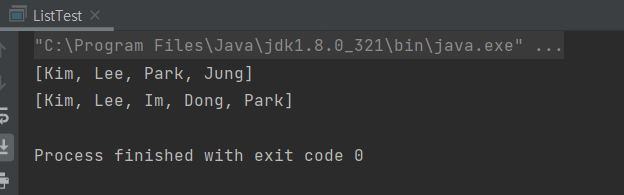 ListTest
"C:\Program Files\Java\jdk1.8.0_321\bin\java.exe" ...
[Kim, Lee, Park, Jung]
[Kim, Lee, Im, Dong, Park]
Process finished with exit code 0